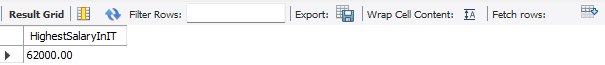 Result Grid Filter Rows: Export: Wrap Cell Content: Fetch rows:
HighestSalaryInIT
62000.00